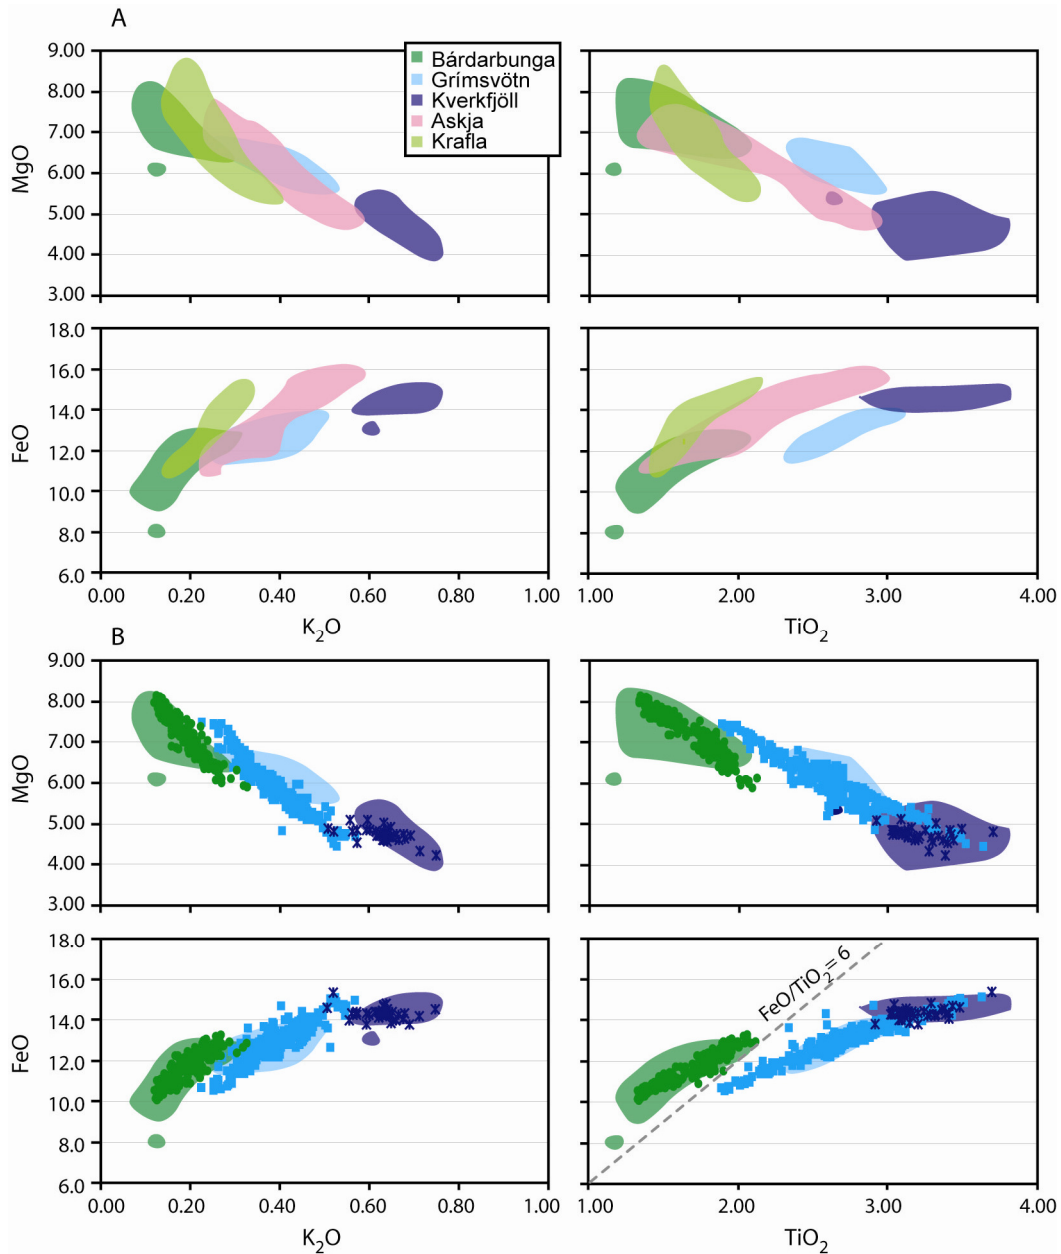 A
9.00
8.00
7.00
6.00
5.00
4.00
3.00
MgO
Bárdarbunga
Grímsvötn
Kverkfjöll
Askja
Krafla
18.0
16.0
14.0
12.0
10.0
8.0
6.0
FeO
0.00 0.20 0.40 0.60 0.80 1.00
K₂O
1.00 2.00 3.00 4.00
TiO₂
B
9.00
8.00
7.00
6.00
5.00
4.00
3.00
MgO
18.0
16.0
14.0
12.0
10.0
8.0
6.0
FeO
FeO/TiO₂= 6
0.00 0.20 0.40 0.60 0.80 1.00
K₂O
1.00 2.00 3.00 4.00
TiO₂